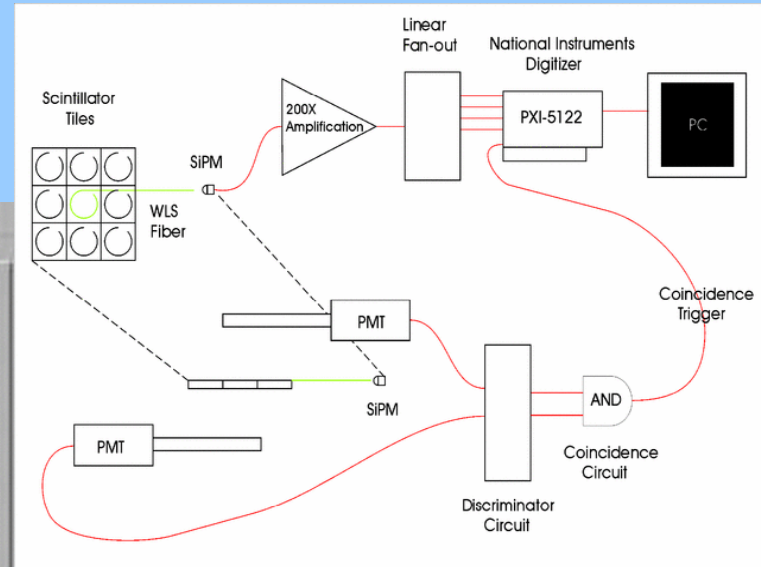 Linear
Fan-out
National Instruments
Digitizer
Scintillator
Tiles
200X
Amplification
PXI-5122
PC
SiPM
WLS
Fiber
Coincidence
Trigger
PMT
SiPM
AND
PMT
Coincidence
Circuit
Discriminator
Circuit